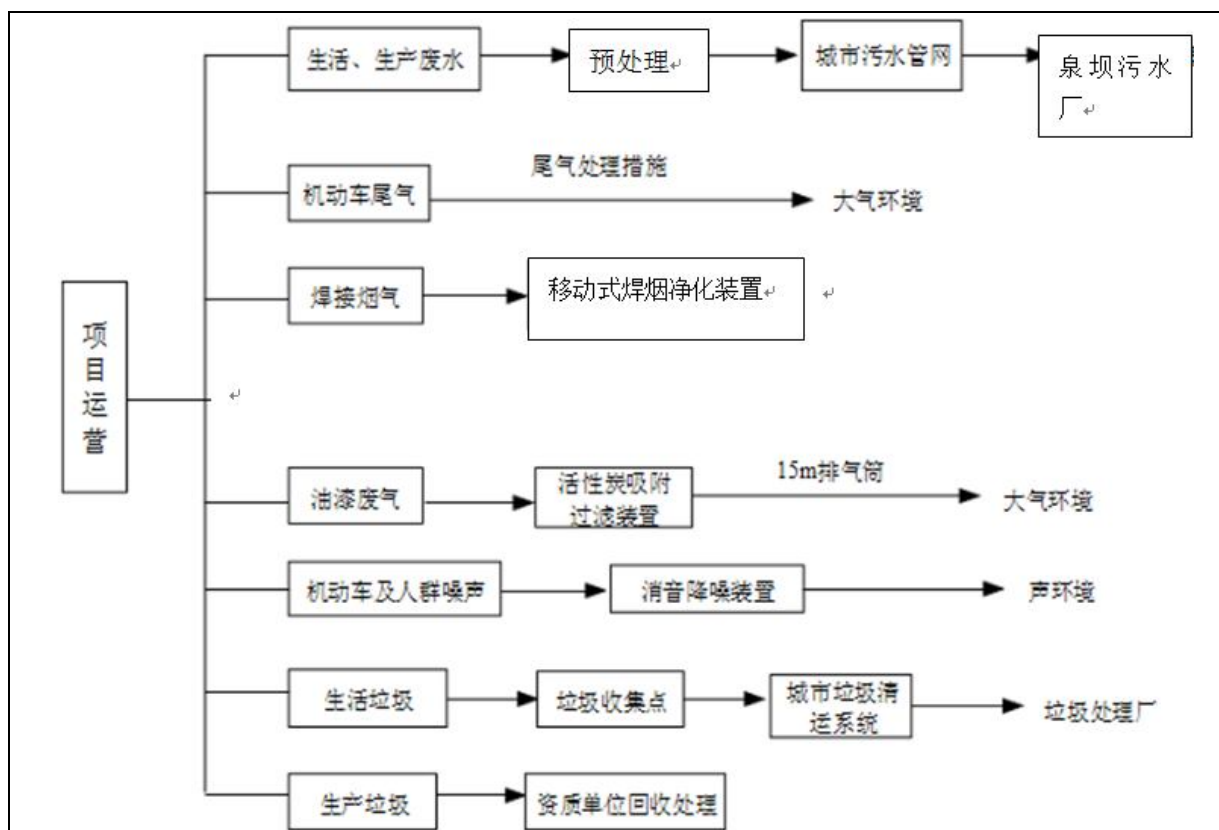 生活、生产废水
预处理
城市污水管网
泉坝污水
厂
机动车尾气
尾气处理措施
大气环境
焊接烟气
移动式焊烟净化装置
项
目
运
营
油漆废气
活性炭吸附
过滤装置
15m排气筒
大气环境
机动车及人群噪声
消音降噪装置
声环境
生活垃圾
垃圾收集点
城市垃圾清
运系统
垃圾处理厂
生产垃圾
资质单位回收处理